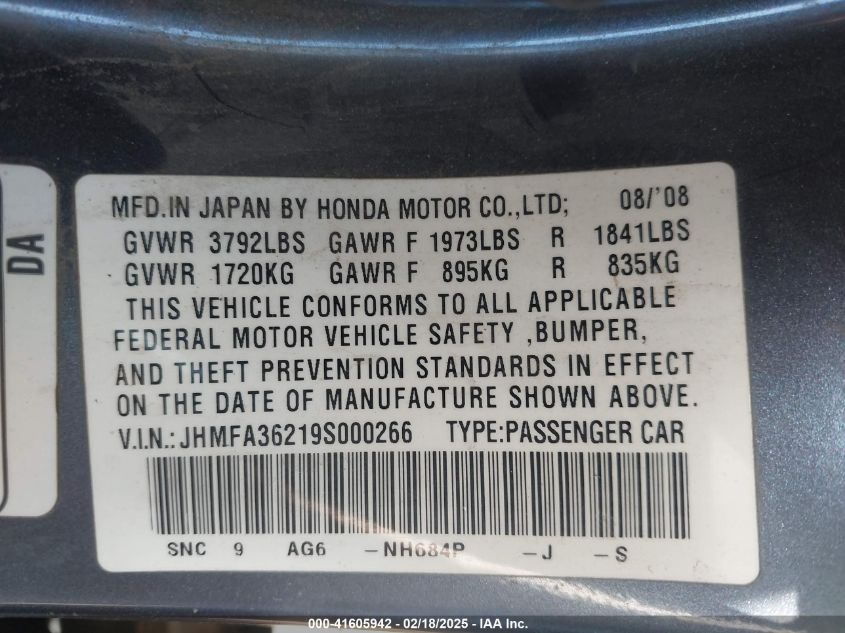 DA
MFD.IN JAPAN BY HONDA MOTOR CO.,LTD; 08/'08
GVWR 3792LBS GAWR F 1973LBS R 1841LBS
GVWR 1720KG GAWR F 895KG R 835KG
THIS VEHICLE CONFORMS TO ALL APPLICABLE
FEDERAL MOTOR VEHICLE SAFETY ,BUMPER,
AND THEFT PREVENTION STANDARDS IN EFFECT
ON THE DATE OF MANUFACTURE SHOWN ABOVE.
V.I.N.:JHMFA36219S000266 TYPE:PASSENGER CAR
SNC 9 AG6 -NH684P -J -S
000-41605942 - 02/18/2025 - IAA Inc.